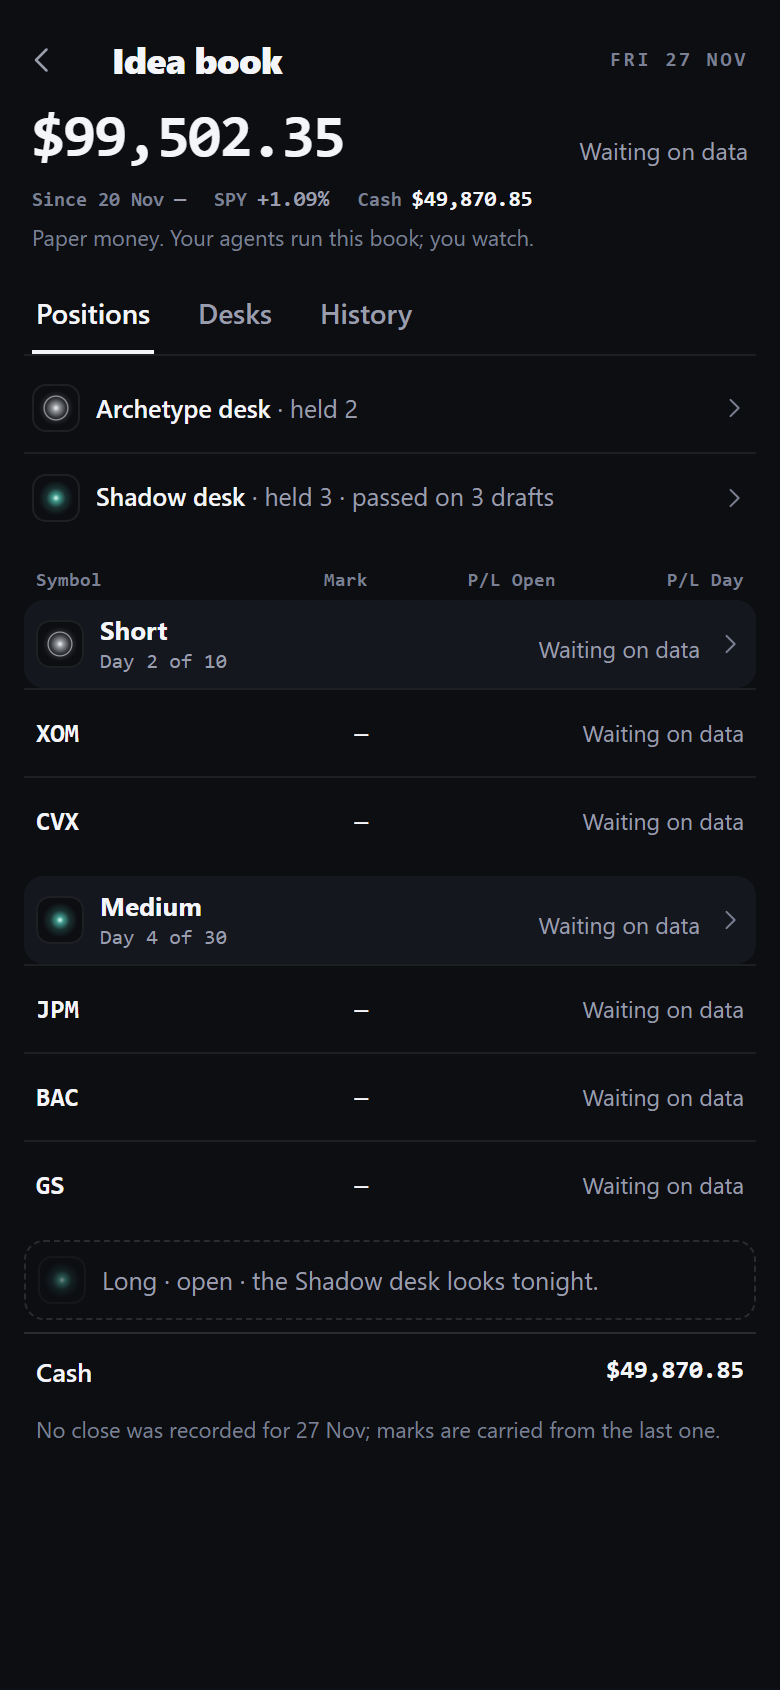 Idea book
FRI 27 NOV
$99,502.35
Waiting on data
Since 20 Nov — SPY +1.09% Cash $49,870.85
Paper money. Your agents run this book; you watch.
Positions Desks History
Archetype desk · held 2
Shadow desk · held 3 · passed on 3 drafts
Symbol Mark P/L Open P/L Day
Short
Day 2 of 10
Waiting on data
XOM — Waiting on data
CVX — Waiting on data
Medium
Day 4 of 30
Waiting on data
JPM — Waiting on data
BAC — Waiting on data
GS — Waiting on data
Long · open · the Shadow desk looks tonight.
Cash $49,870.85
No close was recorded for 27 Nov; marks are carried from the last one.